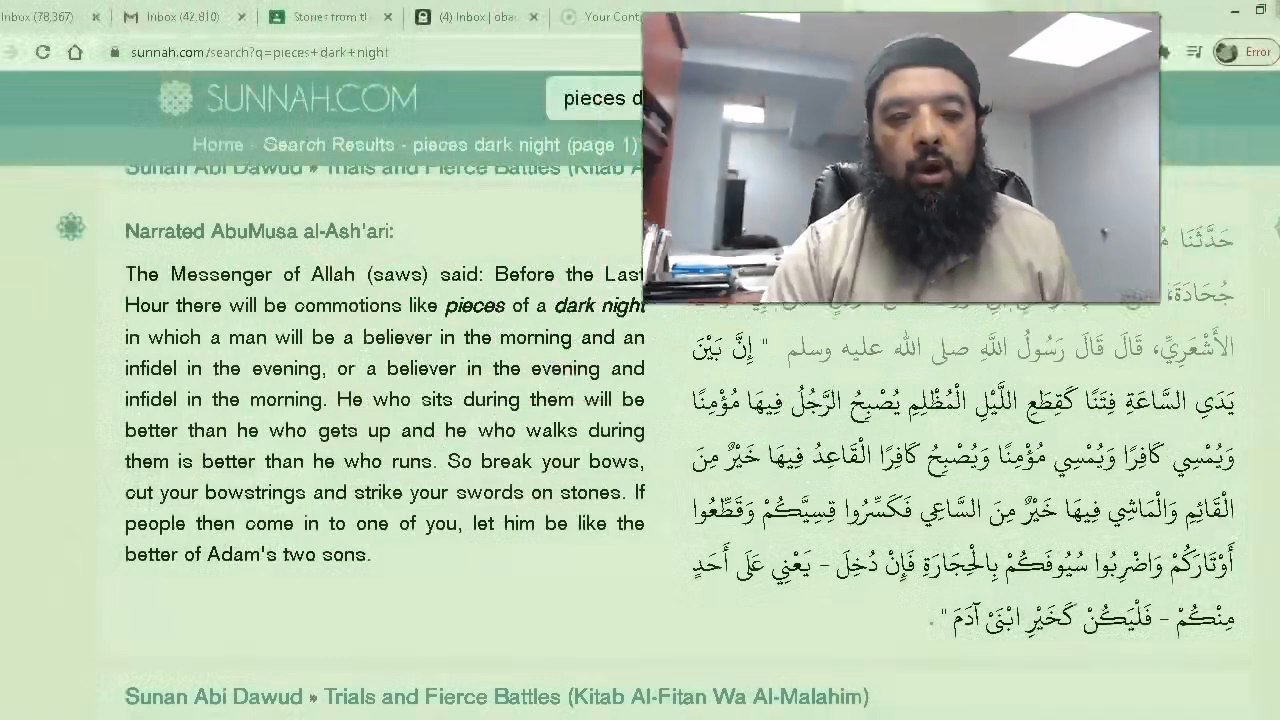 Inbox (78,367)
Inbox (42,810)
Stories from tl
(4) Inbox | oba
Your Cont
sunnah.com/search?q=pieces+dark+night
Error
SUNNAH.COM
pieces d
Home
Search Results - pieces dark night (page 1)
Sunan Abi Dawud » Trials and Fierce Battles (Kitab A
Narrated AbuMusa al-Ash'ari:
The Messenger of Allah (saws) said: Before the Last
Hour there will be commotions like pieces of a dark night
in which a man will be a believer in the morning and an
infidel in the evening, or a believer in the evening and
infidel in the morning. He who sits during them will be
better than he who gets up and he who walks during
them is better than he who runs. So break your bows,
cut your bowstrings and strike your swords on stones. If
people then come in to one of you, let him be like the
better of Adam's two sons.
حَدَّثَنَا
جُحَادَةَ،
الأَشْعَرِيِّ، قَالَ قَالَ رَسُولُ اللَّهِ صلى الله عليه وسلم ‏"‏ إِنَّ بَيْنَ
يَدَىِ السَّاعَةِ فِتَنًا كَقِطَعِ اللَّيْلِ الْمُظْلِمِ يُصْبِحُ الرَّجُلُ فِيهَا مُؤْمِنًا
وَيُمْسِي كَافِرًا وَيُمْسِي مُؤْمِنًا وَيُصْبِحُ كَافِرًا الْقَاعِدُ فِيهَا خَيْرٌ مِنَ
الْقَائِمِ وَالْمَاشِي فِيهَا خَيْرٌ مِنَ السَّاعِي فَكَسِّرُوا قِسِيَّكُمْ وَقَطِّعُوا
أَوْتَارَكُمْ وَاضْرِبُوا سُيُوفَكُمْ بِالْحِجَارَةِ فَإِنْ دُخِلَ - يَعْنِي عَلَى أَحَدٍ
مِنْكُمْ - فَلْيَكُنْ كَخَيْرِ ابْنَىْ آدَمَ ‏"‏ ‏.‏
Sunan Abi Dawud » Trials and Fierce Battles (Kitab Al-Fitan Wa Al-Malahim)